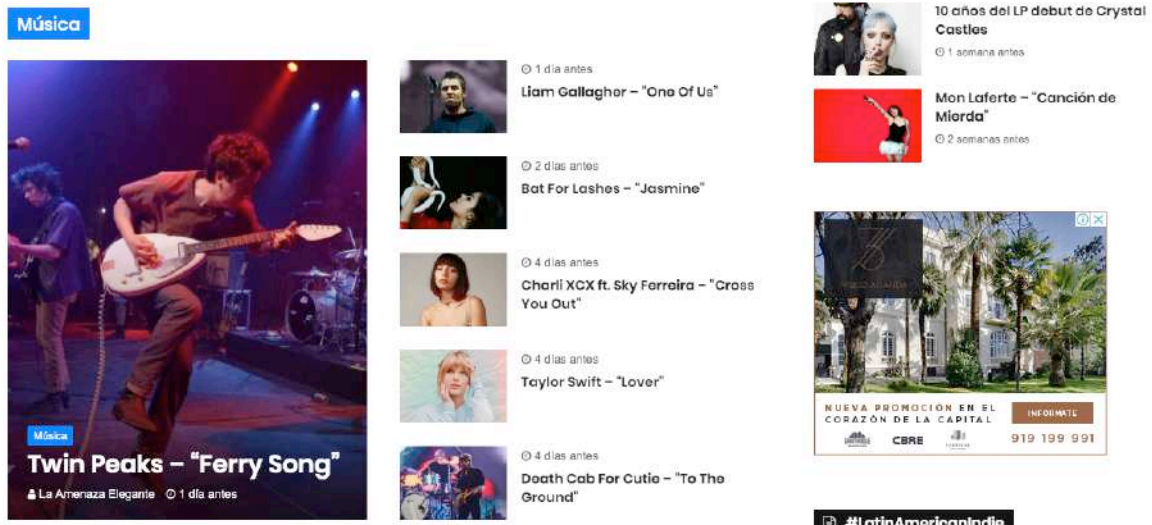 Música
Música
Twin Peaks – “Ferry Song”
La Amenaza Elegante 1 día antes
1 día antes
Liam Gallagher – “One Of Us”
2 días antes
Bat For Lashes – “Jasmine”
4 días antes
Charli XCX ft. Sky Ferreira – “Cross
You Out”
4 días antes
Taylor Swift – “Lover”
4 días antes
Death Cab For Cutie – “To The
Ground”
10 años del LP debut de Crystal
Castles
1 semana antes
Mon Laferte – “Canción de
Mierda”
2 semanas antes
NUEVA PROMOCIÓN EN EL
CORAZÓN DE LA CAPITAL
INFÓRMATE
CBRE
919 199 991
#LatinAmericanIndie